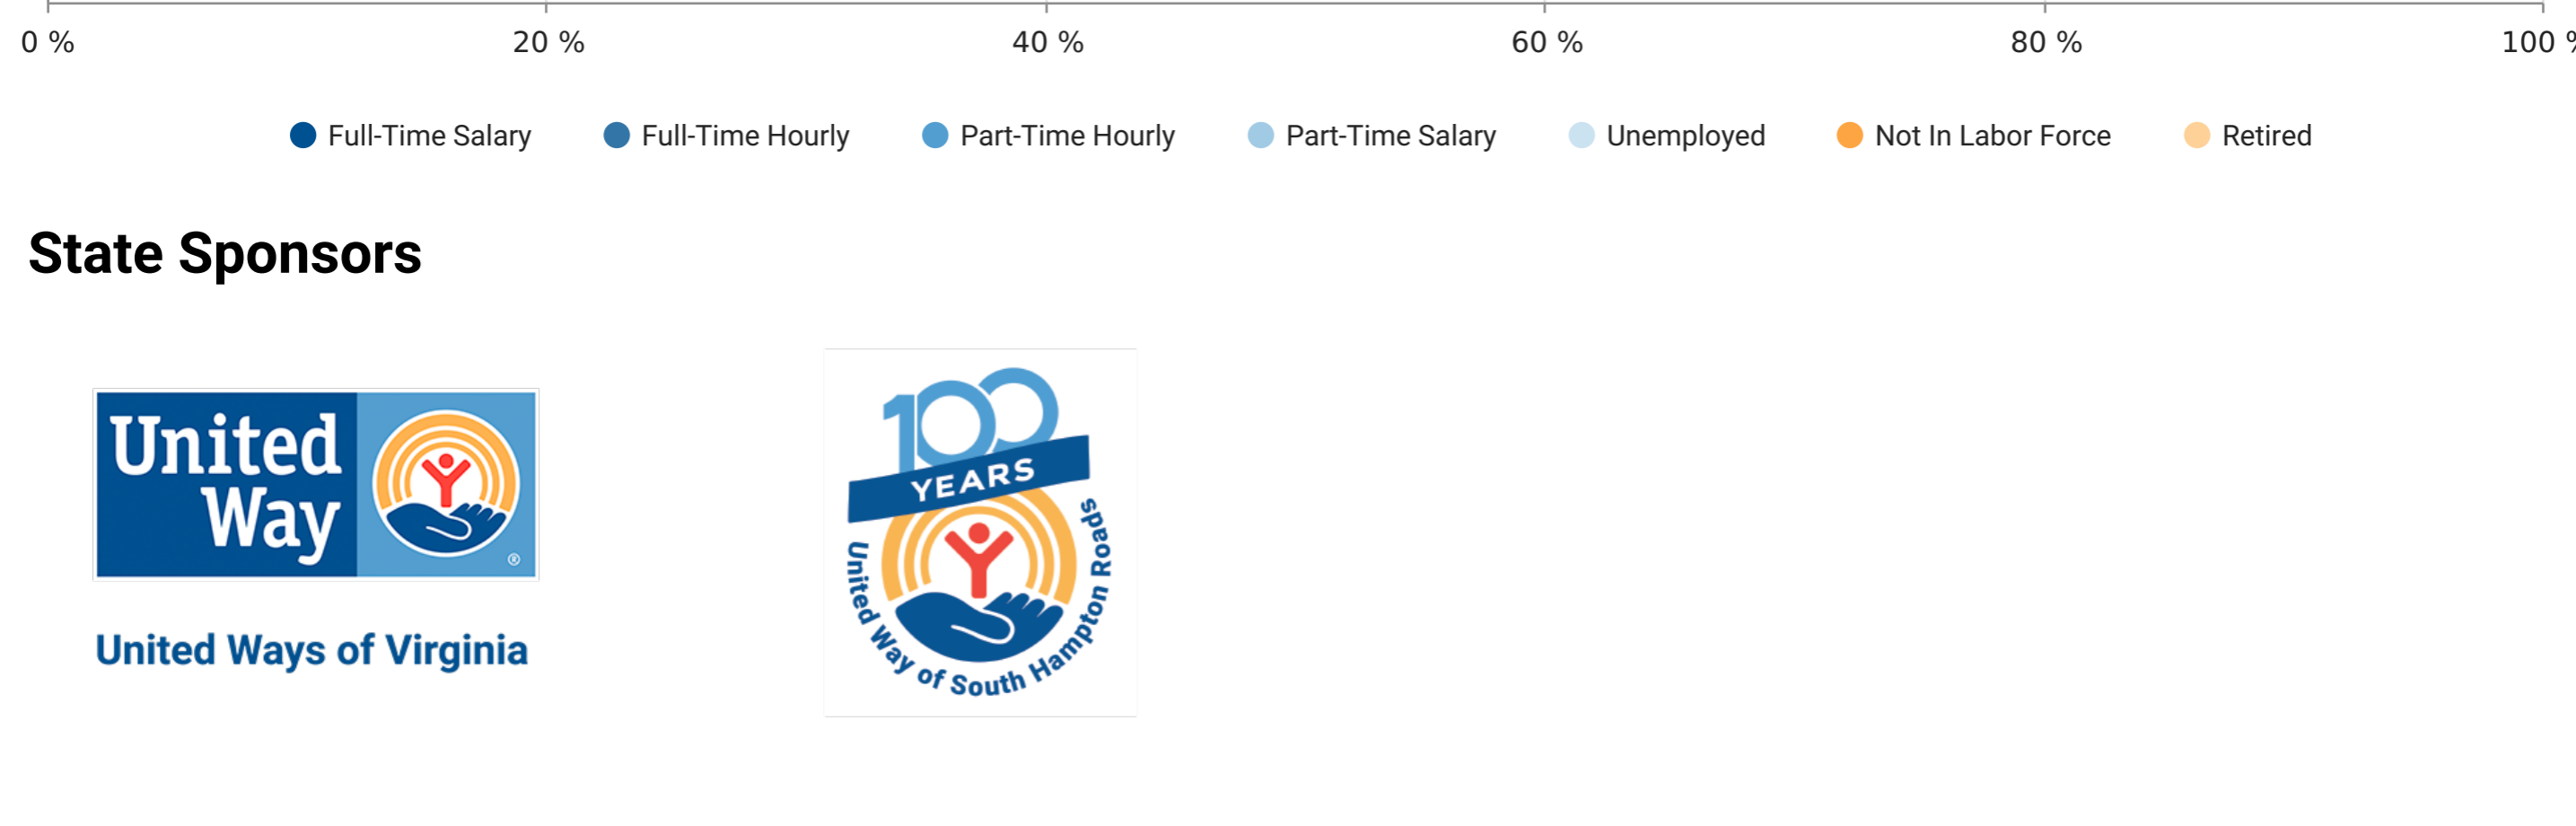 0 % 20 % 40 % 60 % 80 % 100 %
Full-Time Salary Full-Time Hourly Part-Time Hourly Part-Time Salary Unemployed Not In Labor Force Retired
State Sponsors
United
Way
®
United Ways of Virginia
100
YEARS
United Way of South Hampton Roads